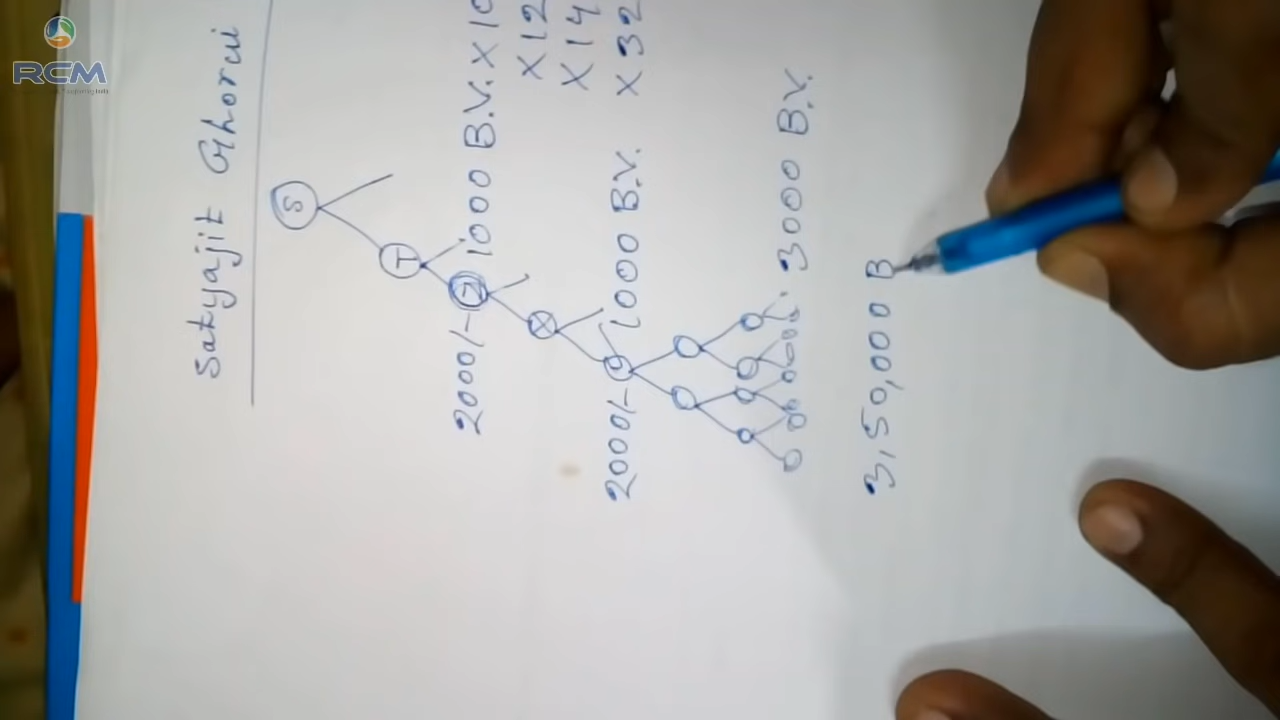 RCM
Satyajit Ghorui
S
T
2000/- 1000 B.V. X 10
X 12
X 14
2000/- 1000 B.V. X 32
3000 B.V.
3,50,000 B